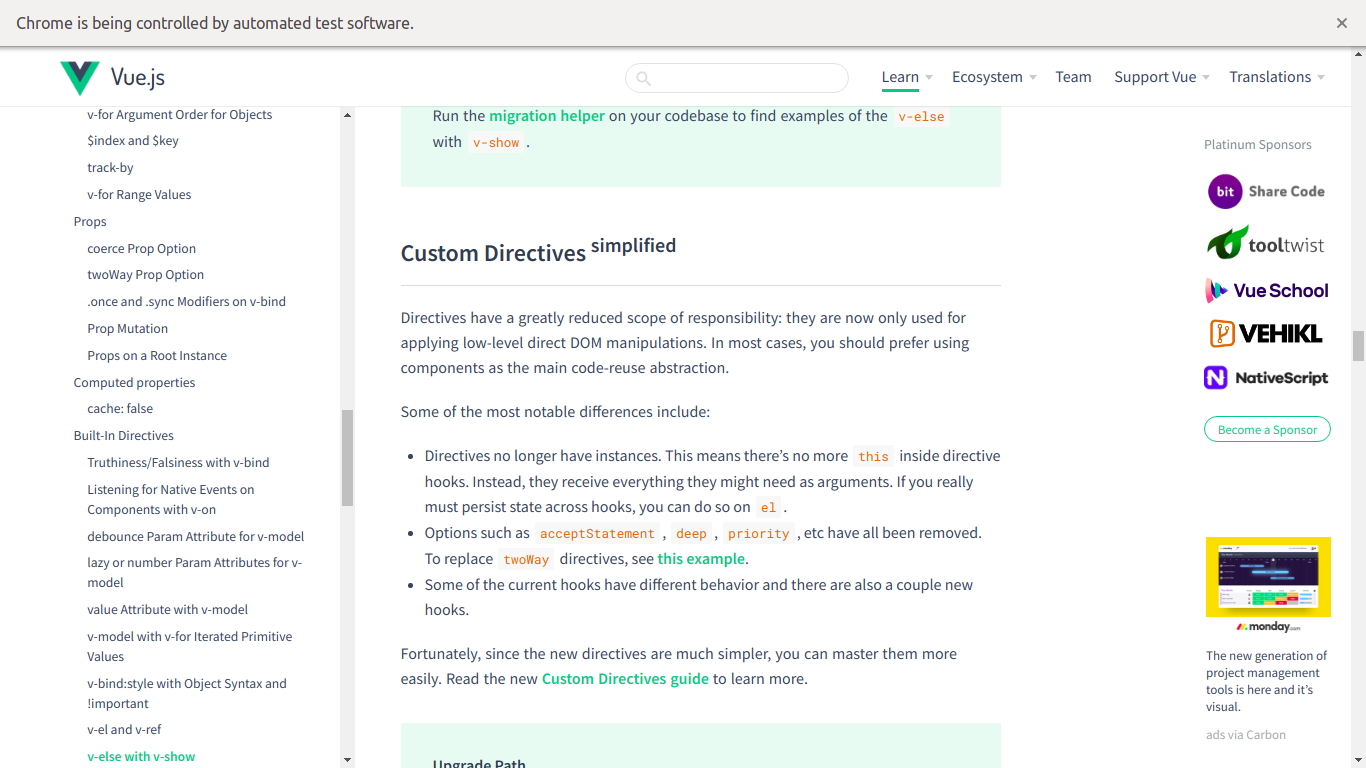 Chrome is being controlled by automated test software.
Vue.js
Learn
Ecosystem
Team
Support Vue
Translations
v-for Argument Order for Objects
$index and $key
track-by
v-for Range Values
Props
coerce Prop Option
twoWay Prop Option
.once and .sync Modifiers on v-bind
Prop Mutation
Props on a Root Instance
Computed properties
cache: false
Built-In Directives
Truthiness/Falsiness with v-bind
Listening for Native Events on
Components with v-on
debounce Param Attribute for v-model
lazy or number Param Attributes for v-
model
value Attribute with v-model
v-model with v-for Iterated Primitive
Values
v-bind:style with Object Syntax and
!important
v-el and v-ref
v-else with v-show
Run the migration helper on your codebase to find examples of the v-else
with v-show .
Custom Directives simplified
Directives have a greatly reduced scope of responsibility: they are now only used for
applying low-level direct DOM manipulations. In most cases, you should prefer using
components as the main code-reuse abstraction.
Some of the most notable differences include:
Directives no longer have instances. This means there’s no more this inside directive
hooks. Instead, they receive everything they might need as arguments. If you really
must persist state across hooks, you can do so on el .
Options such as acceptStatement , deep , priority , etc have all been removed.
To replace twoWay directives, see this example.
Some of the current hooks have different behavior and there are also a couple new
hooks.
Fortunately, since the new directives are much simpler, you can master them more
easily. Read the new Custom Directives guide to learn more.
Upgrade Path
Platinum Sponsors
bit Share Code
tooltwist
Vue School
VEHIKL
NativeScript
Become a Sponsor
monday.com
The new generation of
project management
tools is here and it’s
visual.
ads via Carbon